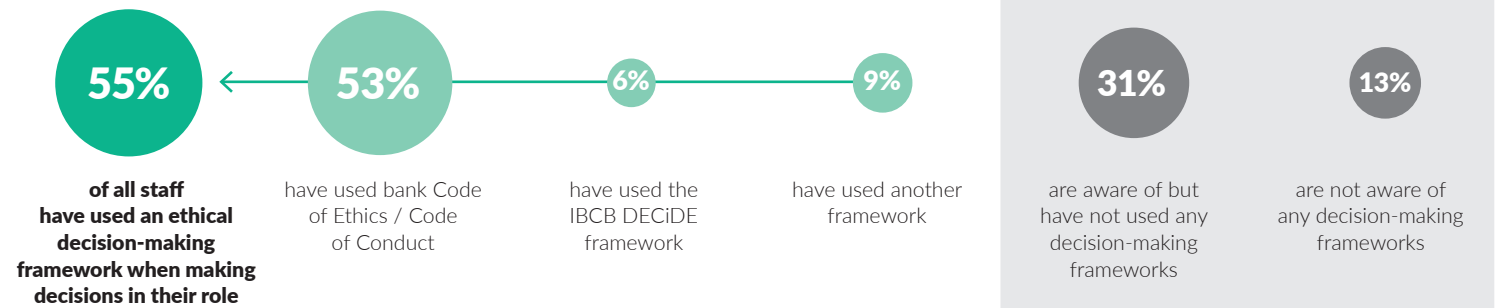 55%
of all staff
have used an ethical
decision-making
framework when making
decisions in their role
53%
have used bank Code
of Ethics / Code
of Conduct
6%
have used the
IBCB DECiDE
framework
9%
have used another
framework
31%
are aware of but
have not used any
decision-making
frameworks
13%
are not aware of
any decision-making
frameworks